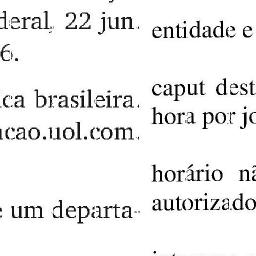 deral, 22 jun.
6.
ca brasileira.
acao.uol.com.
e um departa-
entidade e
caput dest
hora por jo
horário nã
autorizado